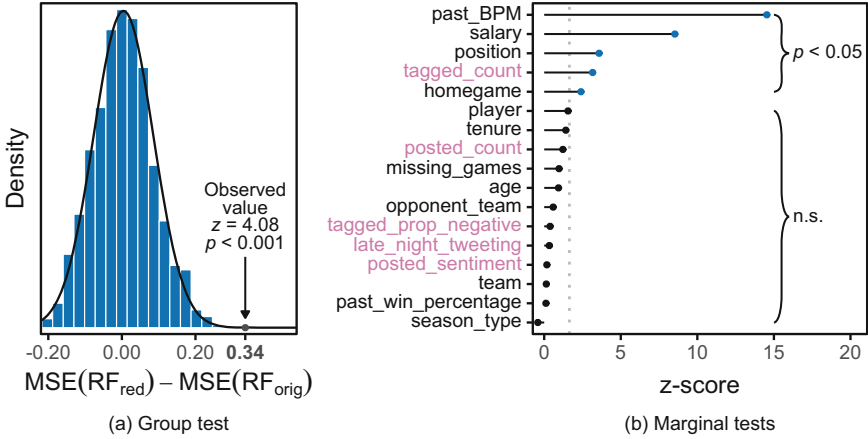 Density
Observed
value
z = 4.08
p < 0.001
-0.20 0.00 0.20 0.34
MSE(RFred) – MSE(RForig)
(a) Group test
past_BPM
salary
position
tagged_count
homegame
player
tenure
posted_count
missing_games
age
opponent_team
tagged_prop_negative
late_night_tweeting
posted_sentiment
team
past_win_percentage
season_type
p < 0.05
n.s.
0 5 10 15 20
z-score
(b) Marginal tests